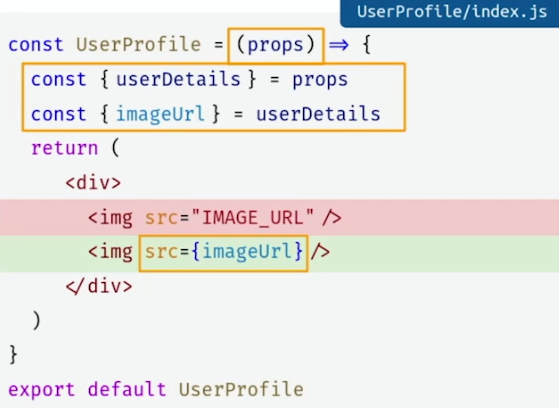 UserProfile/index.js
const UserProfile = (props) => {
const { userDetails } = props
const { imageUrl } = userDetails
return (
<div>
<img src="IMAGE_URL" />
<img src={imageUrl} />
</div>
)
}
export default UserProfile